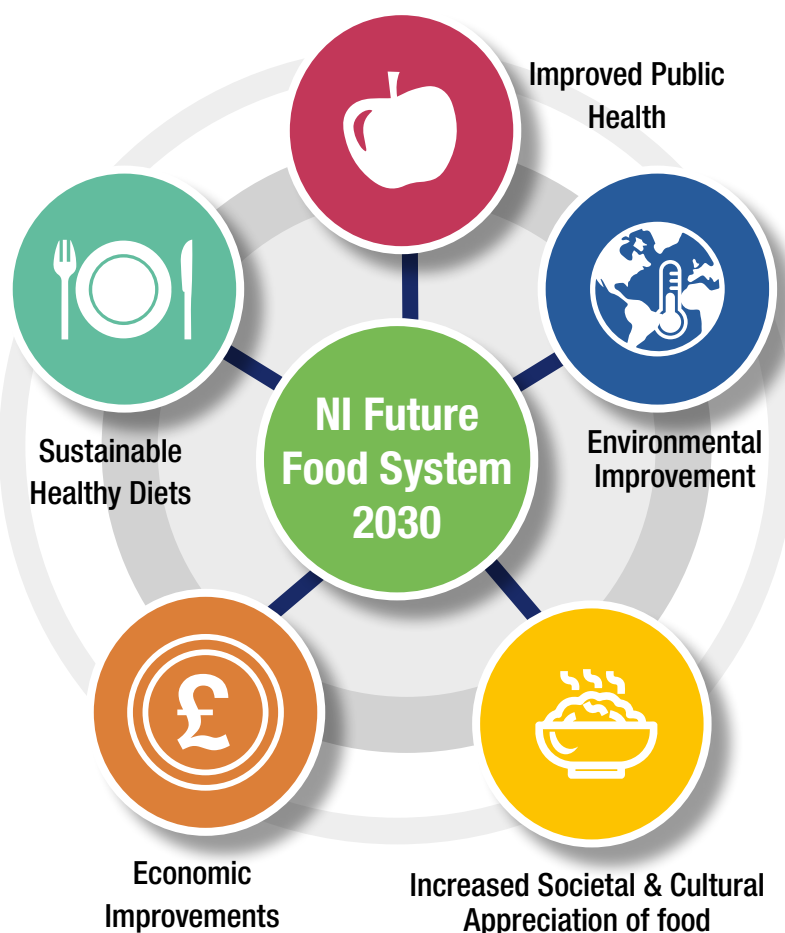 Improved Public
Health
Sustainable
Healthy Diets
NI Future
Food System
2030
Environmental
Improvement
£
Economic
Improvements
Increased Societal & Cultural
Appreciation of food